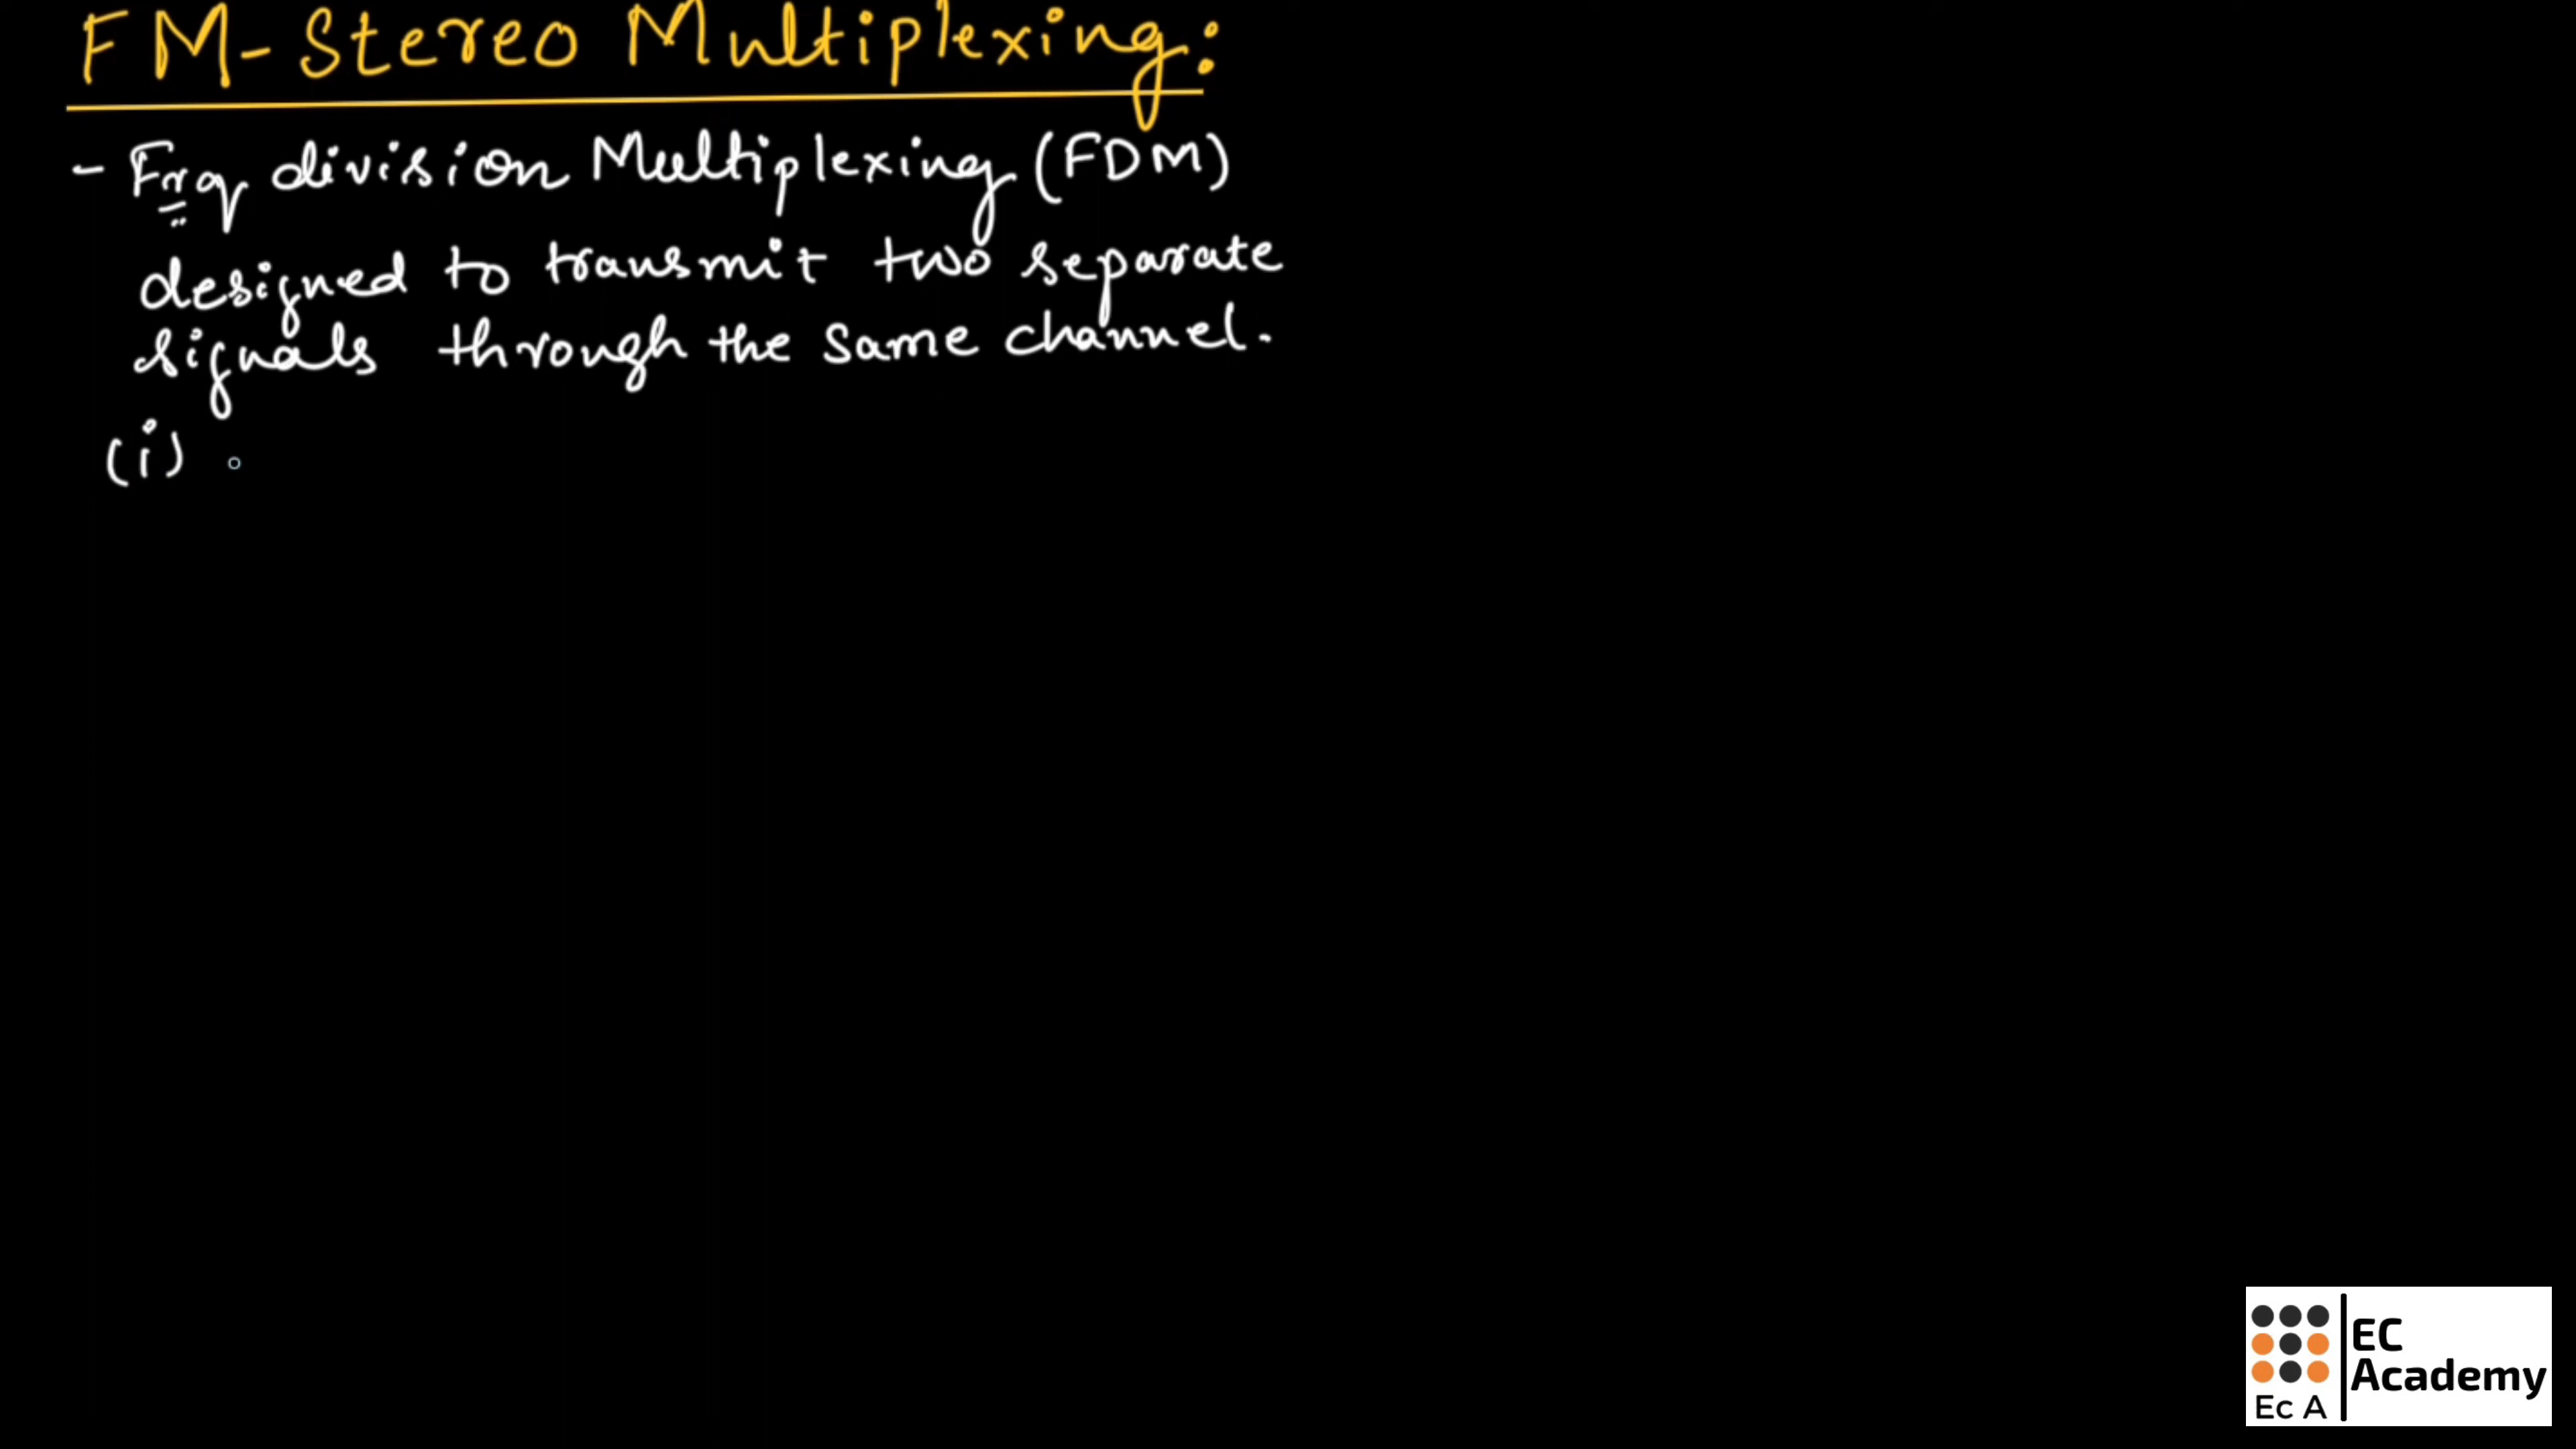 FM-Stereo Multiplexing:
- Frq division Multiplexing (FDM)
designed to transmit two separate
signals through the same channel.
(i)
EC
Academy
Ec A